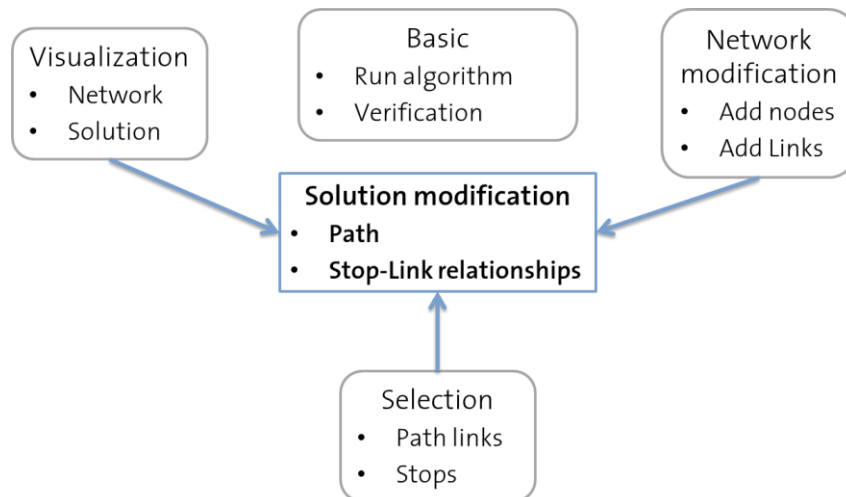 Visualization
• Network
• Solution
Basic
• Run algorithm
• Verification
Network
modification
• Add nodes
• Add Links
Solution modification
• Path
• Stop-Link relationships
Selection
• Path links
• Stops